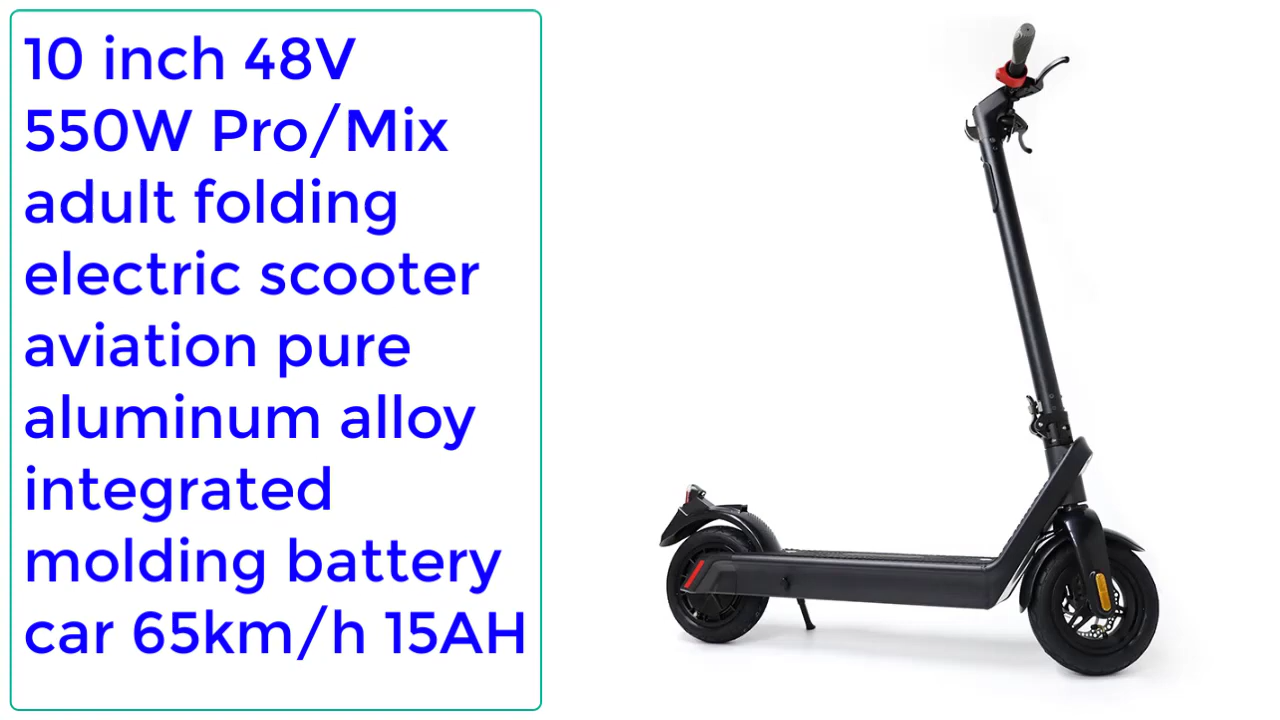 10 inch 48V
550W Pro/Mix
adult folding
electric scooter
aviation pure
aluminum alloy
integrated
molding battery
car 65km/h 15AH